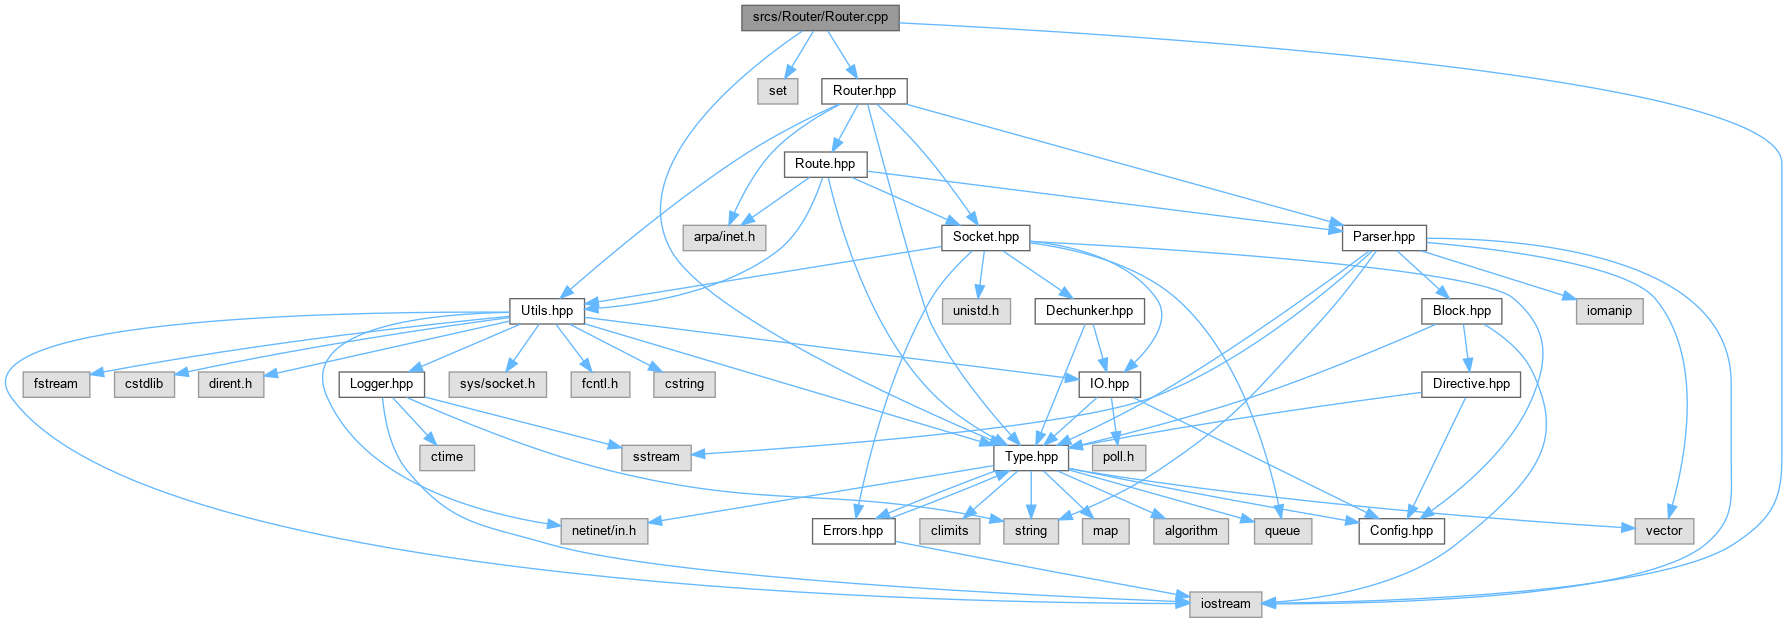 srcs/Router/Router.cpp
set
Router.hpp
Route.hpp
arpa/inet.h
Socket.hpp
Parser.hpp
Utils.hpp
unistd.h
Dechunker.hpp
Block.hpp
iomanip
fstream
cstdlib
dirent.h
Logger.hpp
sys/socket.h
fcntl.h
cstring
IO.hpp
Directive.hpp
ctime
sstream
Type.hpp
poll.h
netinet/in.h
Errors.hpp
climits
string
map
algorithm
queue
Config.hpp
vector
iostream